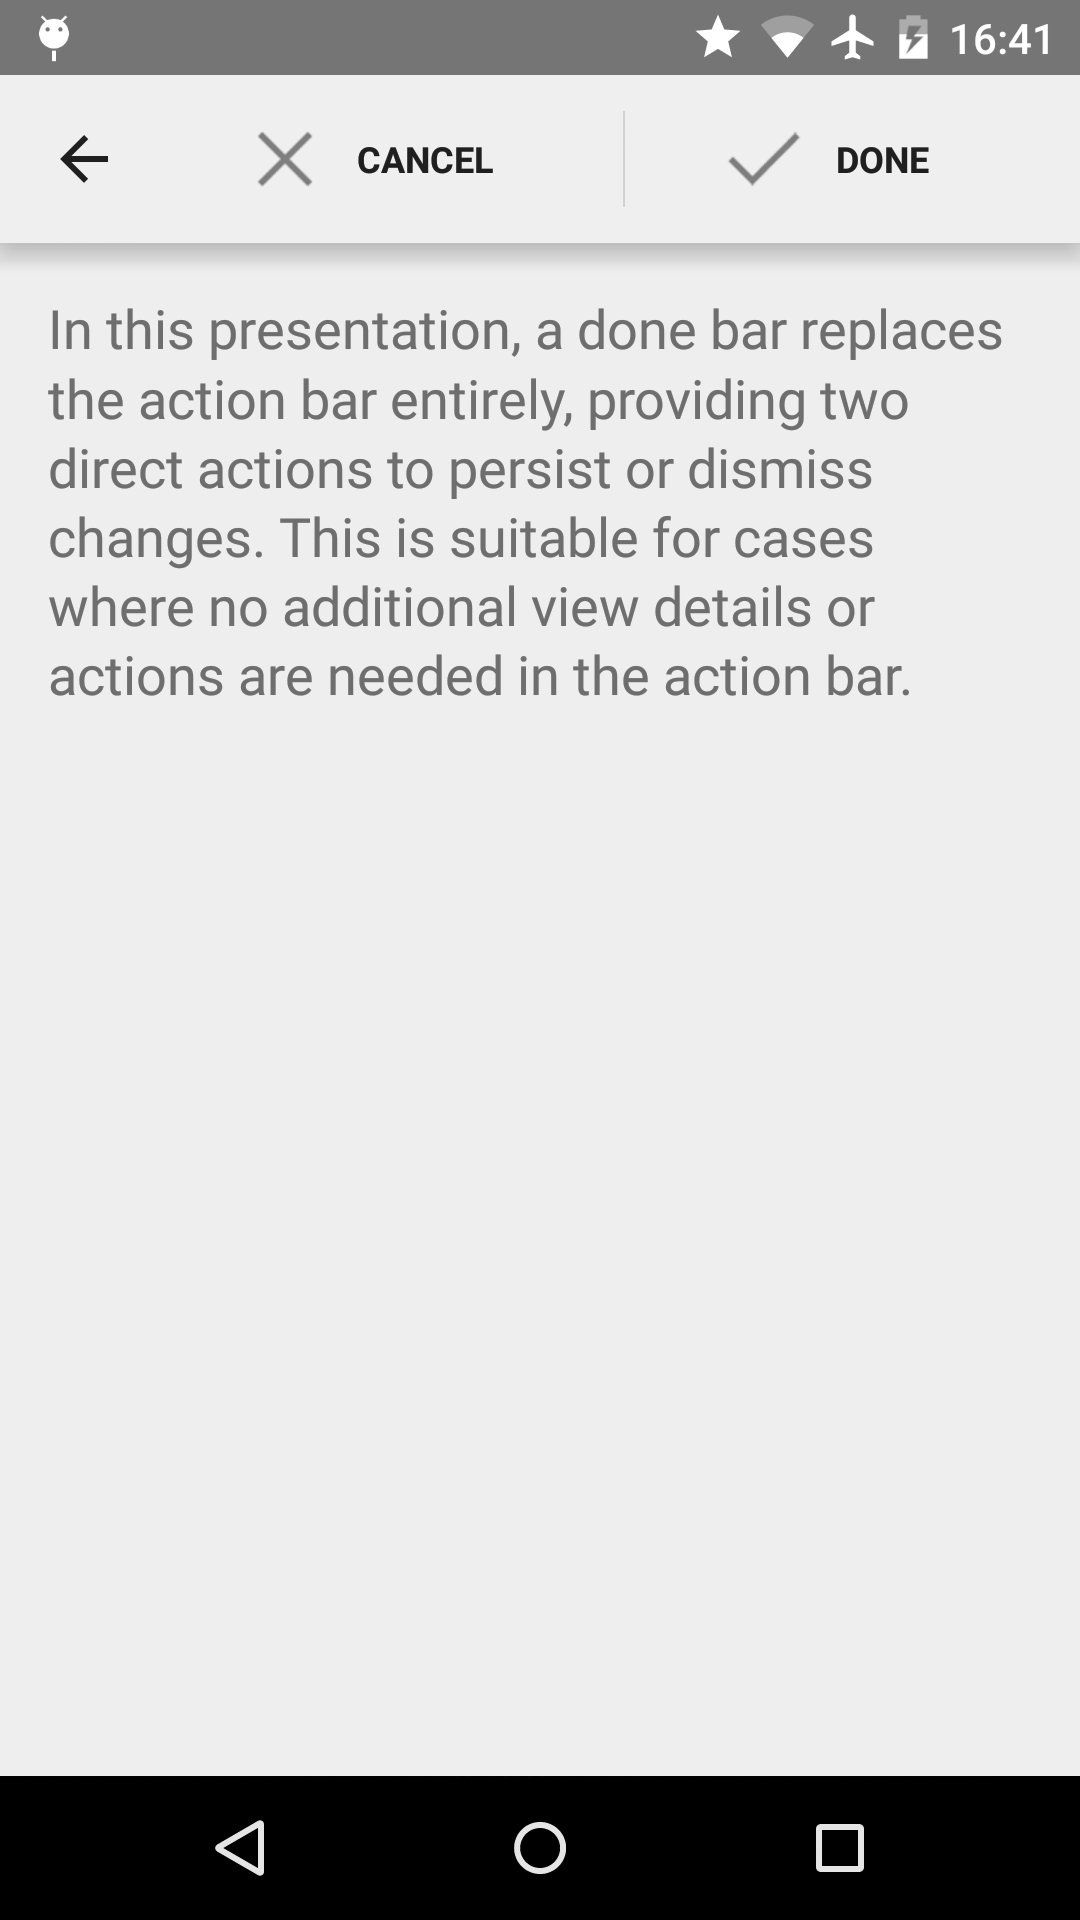 16:41
CANCEL
DONE
In this presentation, a done bar replaces
the action bar entirely, providing two
direct actions to persist or dismiss
changes. This is suitable for cases
where no additional view details or
actions are needed in the action bar.